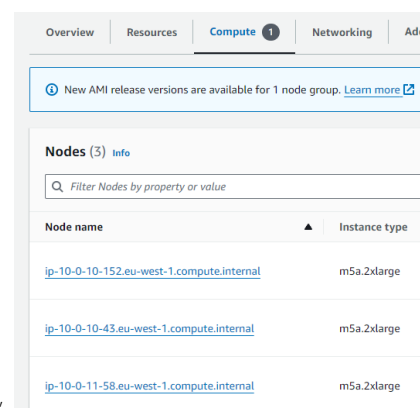 Overview Resources Compute 1 Networking
New AMI release versions are available for 1 node group. Learn more
Nodes (3) Info
Filter Nodes by property or value
Node name Instance type
ip-10-0-10-152.eu-west-1.compute.internal m5a.2xlarge
ip-10-0-10-43.eu-west-1.compute.internal m5a.2xlarge
ip-10-0-11-58.eu-west-1.compute.internal m5a.2xlarge